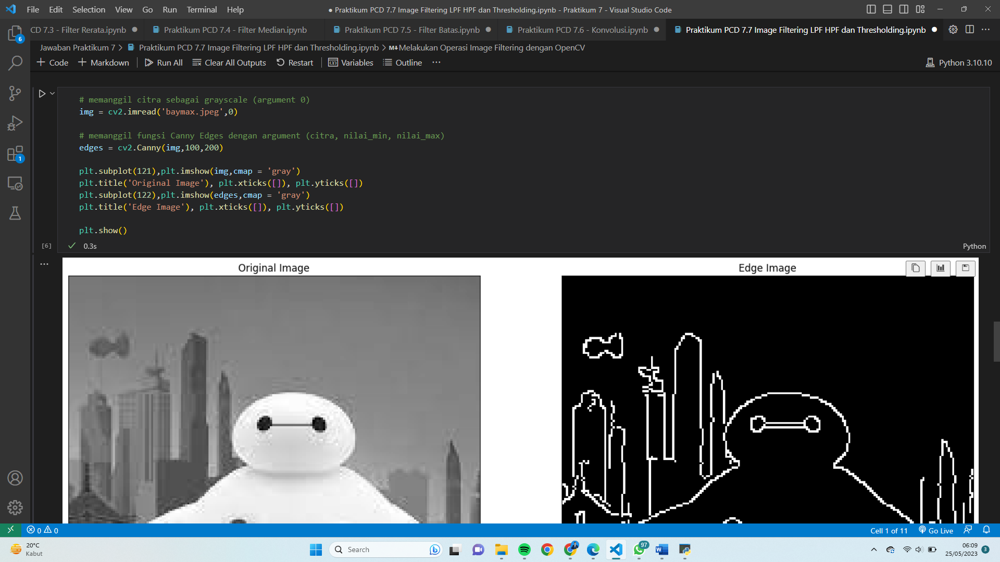 File Edit Selection View Go Run Terminal Help
● Praktikum PCD 7.7 Image Filtering LPF HPF dan Thresholding.ipynb - Praktikum 7 - Visual Studio Code
CD 7.3 - Filter Rerata.ipynb ●
Praktikum PCD 7.4 - Filter Median.ipynb
Praktikum PCD 7.5 - Filter Batas.ipynb ●
Praktikum PCD 7.6 - Konvolusi.ipynb ●
Praktikum PCD 7.7 Image Filtering LPF HPF dan Thresholding.ipynb ●
6
Jawaban Praktikum 7 > Praktikum PCD 7.7 Image Filtering LPF HPF dan Thresholding.ipynb > M↓Melakukan Operasi Image Filtering dengan OpenCV
+ Code + Markdown | Run All Clear All Outputs Restart | Variables Outline ···
Python 3.10.10
# memanggil citra sebagai grayscale (argument 0)
img = cv2.imread('baymax.jpeg',0)
# memanggil fungsi Canny Edges dengan argument (citra, nilai_min, nilai_max)
edges = cv2.Canny(img,100,200)
1
plt.subplot(121),plt.imshow(img,cmap = 'gray')
plt.title('Original Image'), plt.xticks([]), plt.yticks([])
plt.subplot(122),plt.imshow(edges,cmap = 'gray')
plt.title('Edge Image'), plt.xticks([]), plt.yticks([])
plt.show()
[6] ✓ 0.3s
Python
Original Image
Edge Image
0 0
Cell 1 of 11
Go Live
20°C
Kabut
Search
97
06:09
25/05/2023
3